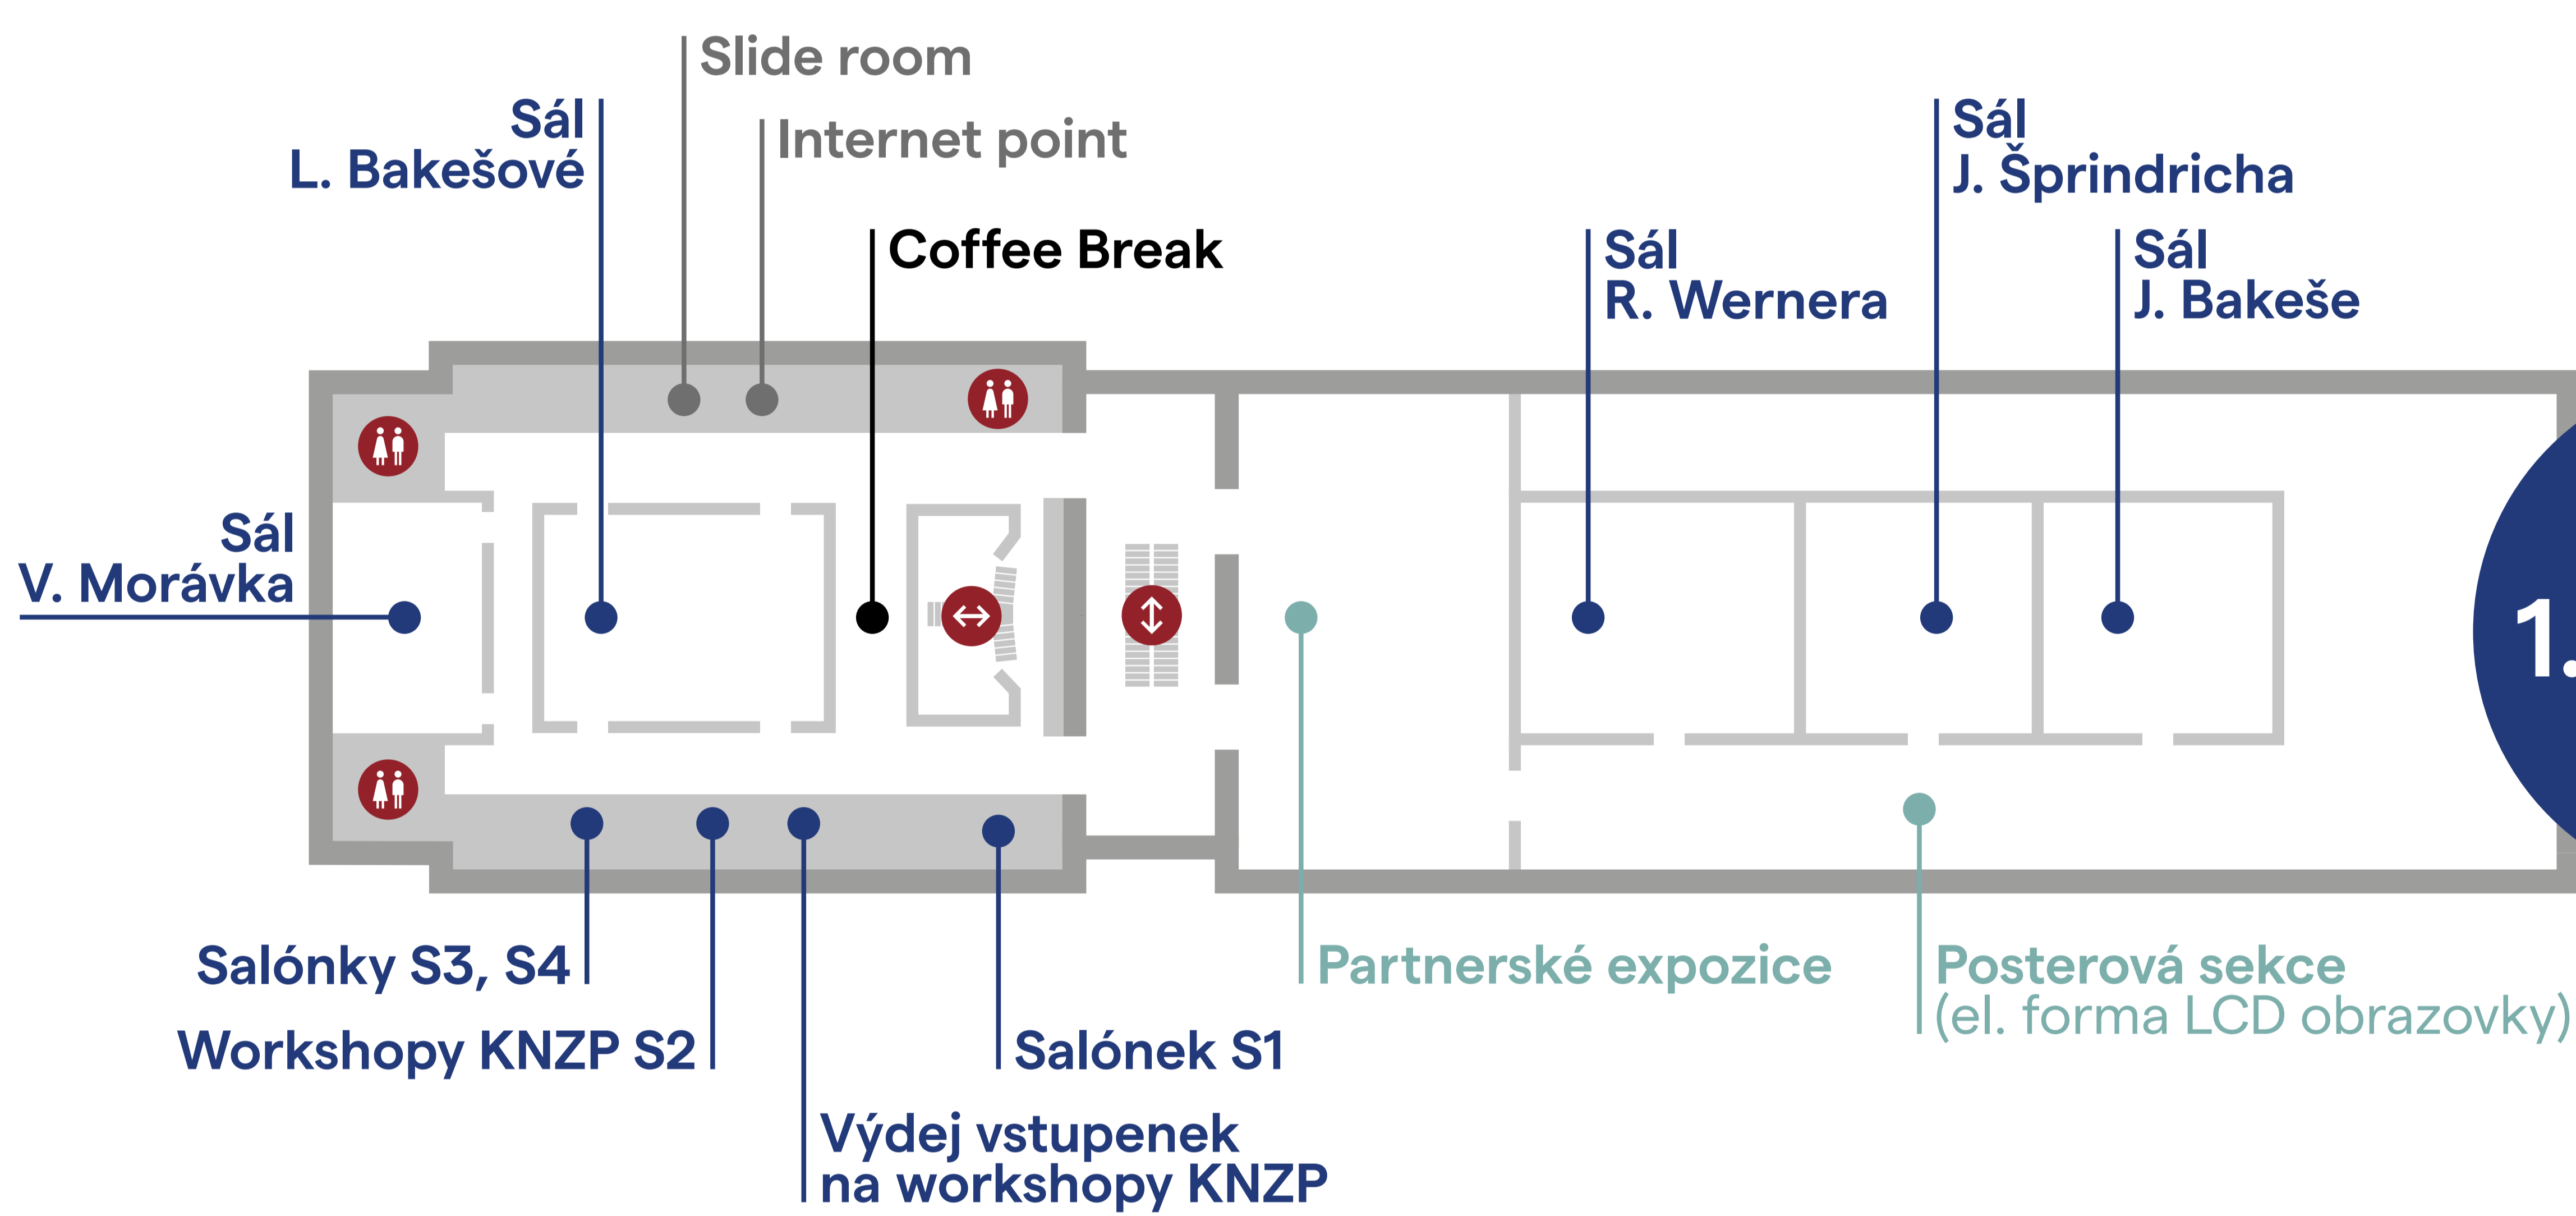 Slide room
Sál
L. Bakešové
Internet point
Coffee Break
Sál
J. Šprindricha
Sál
R. Wernera
Sál
J. Bakeše
Sál
V. Morávka
1.
Salónky S3, S4
Workshopy KNZP S2
Salónek S1
Výdej vstupenek
na workshopy KNZP
Partnerské expozice
Posterová sekce
(el. forma LCD obrazovky)